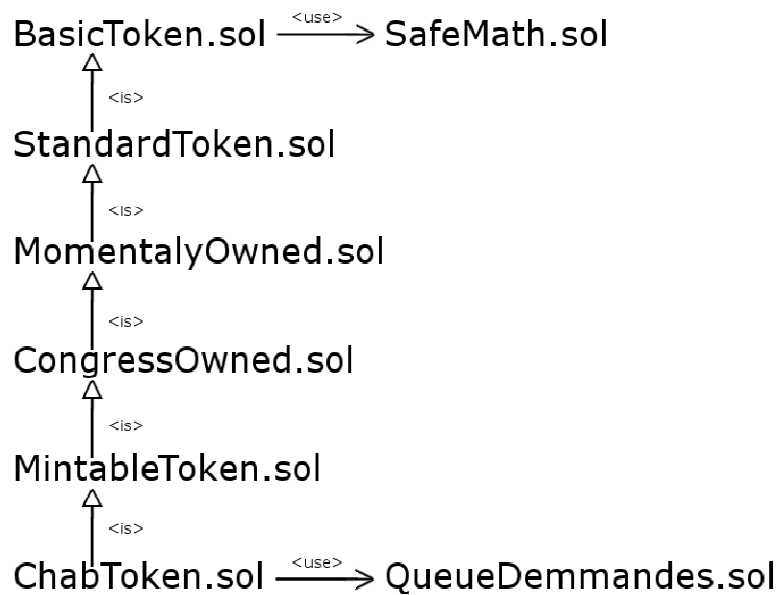 BasicToken.sol <use> SafeMath.sol
<is>
StandardToken.sol
<is>
MomentalyOwned.sol
<is>
CongressOwned.sol
<is>
MintableToken.sol
<is>
ChabToken.sol <use> QueueDemmandes.sol